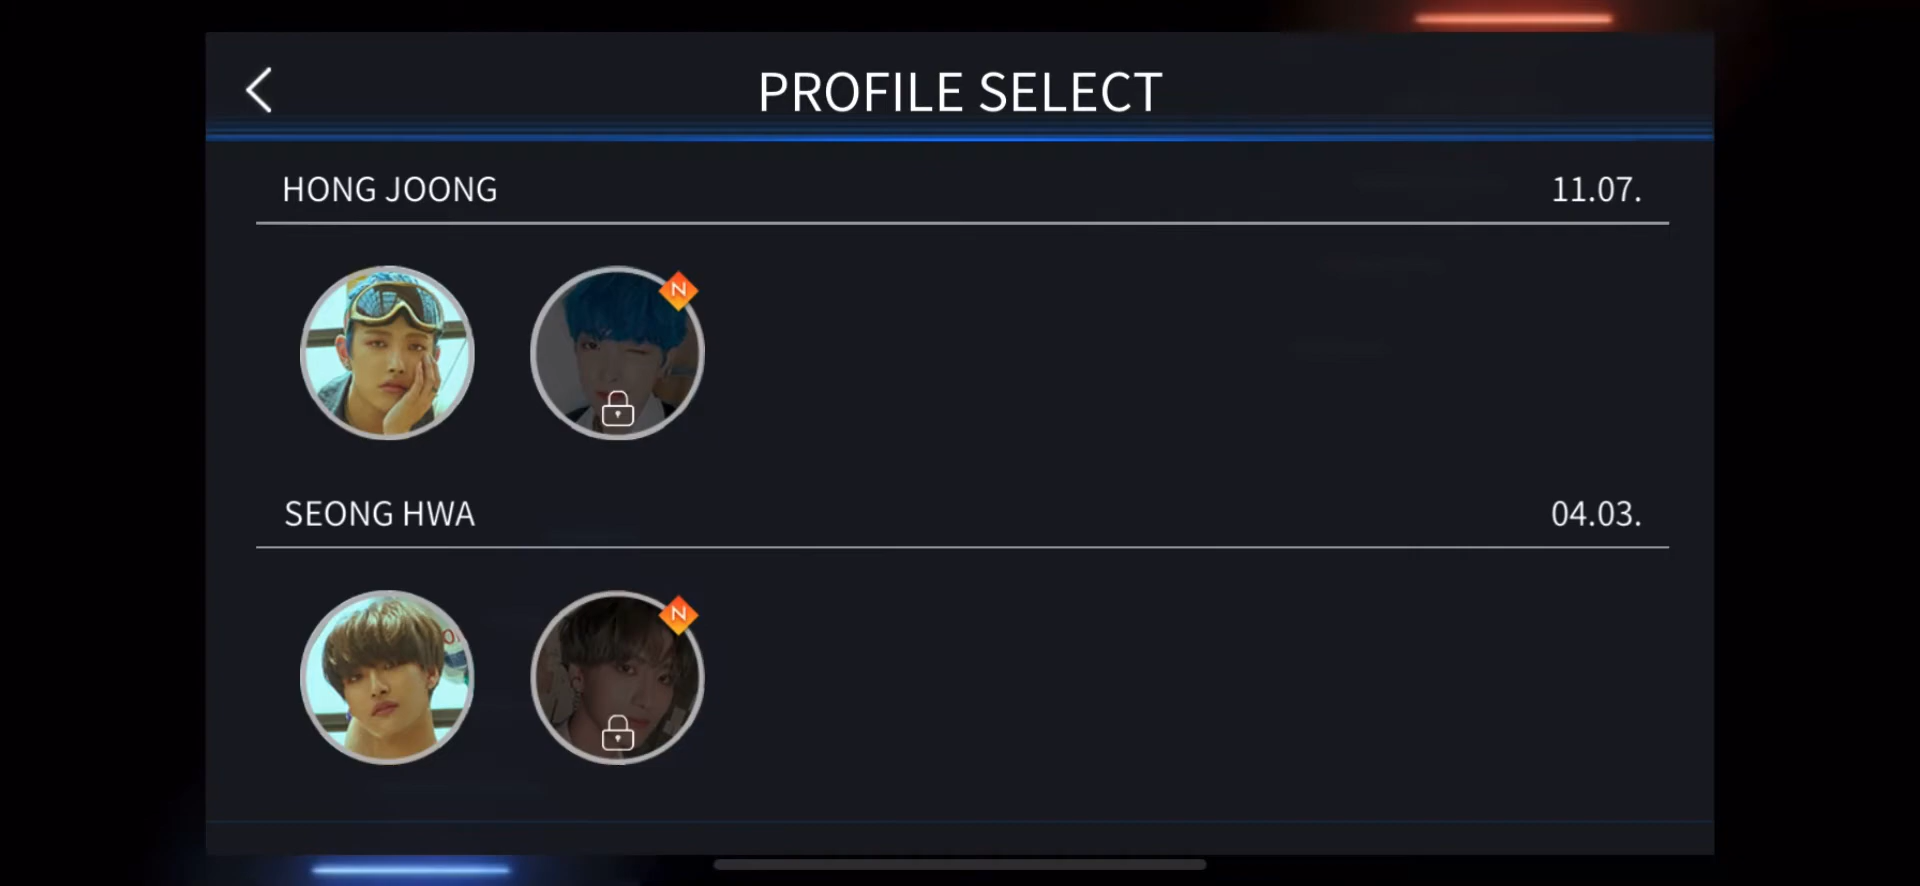 PROFILE SELECT
HONG JOONG 11.07.
N
SEONG HWA 04.03.
N